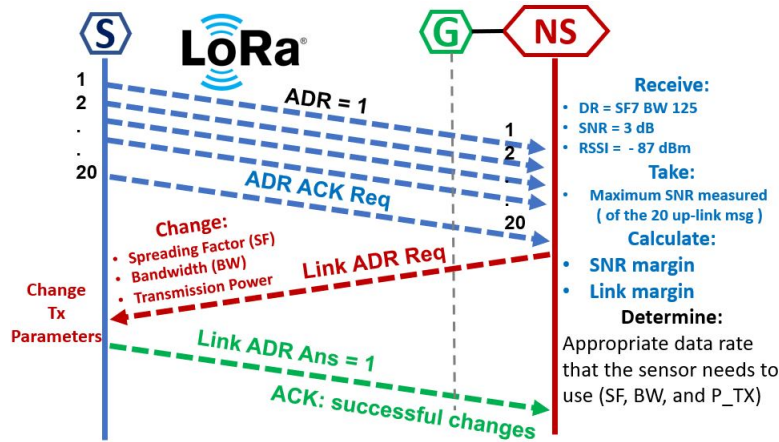 S
LoRa®
G
NS
1
2
.
.
20
ADR = 1
ADR ACK Req
1
2
.
.
20
Receive:
• DR = SF7 BW 125
• SNR = 3 dB
• RSSI = - 87 dBm
Take:
• Maximum SNR measured
( of the 20 up-link msg )
Calculate:
• SNR margin
• Link margin
Determine:
Appropriate data rate
that the sensor needs to
use (SF, BW, and P_TX)
Change:
• Spreading Factor (SF)
• Bandwidth (BW)
• Transmission Power
Link ADR Req
Change
Tx
Parameters
Link ADR Ans = 1
ACK: successful changes